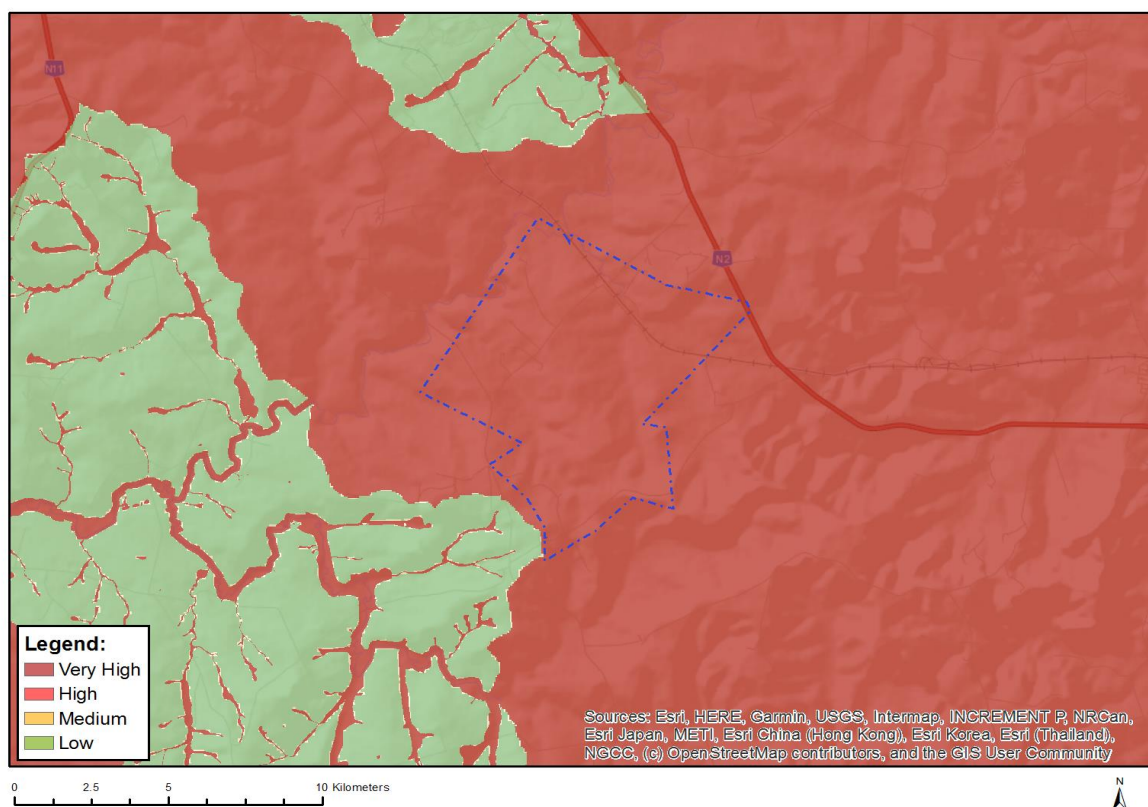 N11
N2
Legend:
Very High
High
Medium
Low
Sources: Esri, HERE, Garmin, USGS, Intermap, INCREMENT P, NRCan,
Esri Japan, METI, Esri China (Hong Kong), Esri Korea, Esri (Thailand),
NGCC, (c) OpenStreetMap contributors, and the GIS User Community
0 2.5 5 10 Kilometers
N